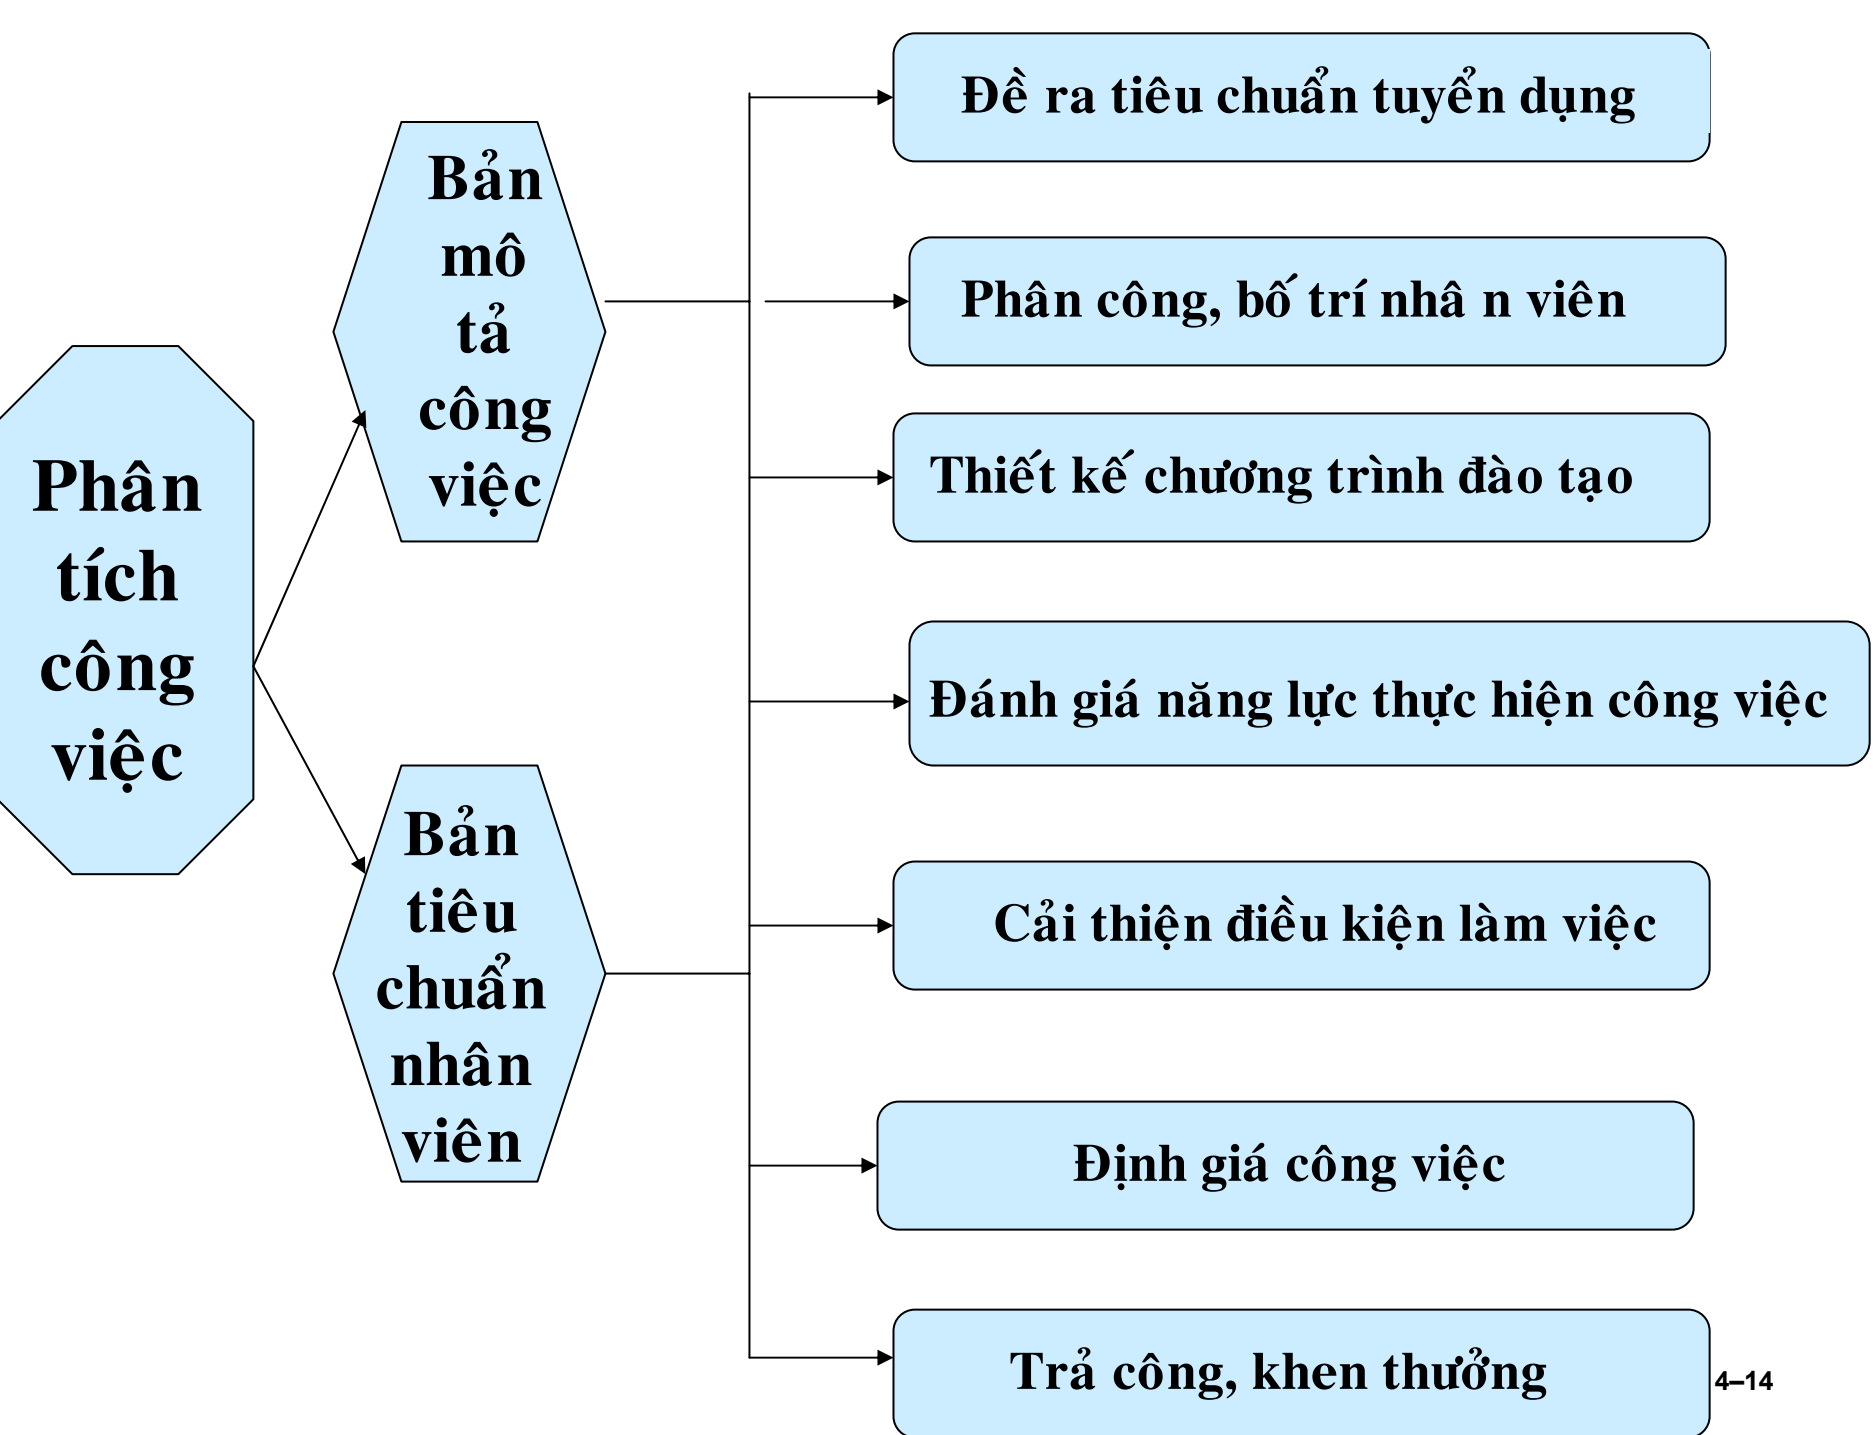 Phân
tích
công
việc
Bản
mô
tả
công
việc
Bản
tiêu
chuẩn
nhân
viên
Đề ra tiêu chuẩn tuyển dụng
Phân công, bố trí nhâ n viên
Thiết kế chương trình đào tạo
Đánh giá năng lực thực hiện công việc
Cải thiện điều kiện làm việc
Định giá công việc
Trả công, khen thưởng
4–14